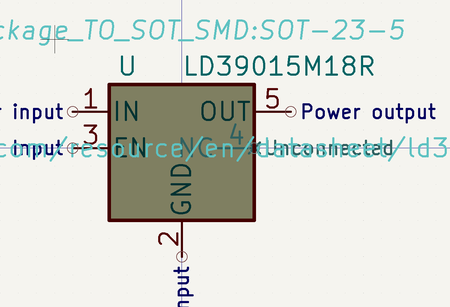 ckage_TO_SOT_SMD:SOT-23-5
U LD39015M18R
r input 1 IN OUT 5 Power output
input 3 EN NC 4 Unconnected
com/resource/en/datasheet/ld3
GND
2
nput